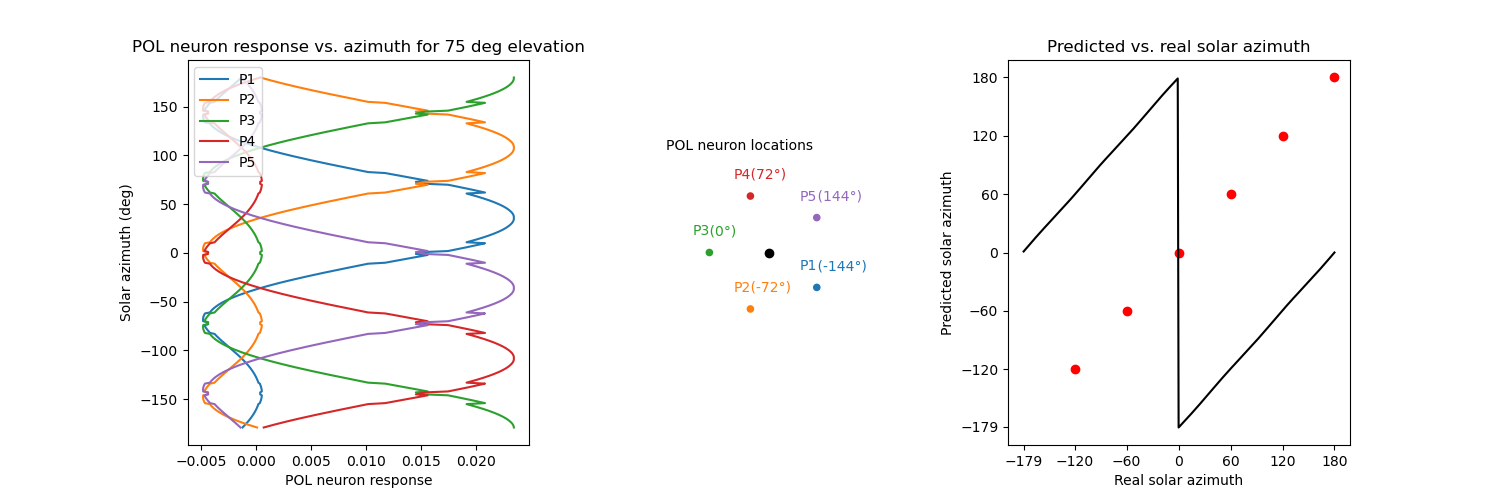 POL neuron response vs. azimuth for 75 deg elevation
P1
P2
P3
P4
P5
150
100
50
0
−50
−100
−150
Solar azimuth (deg)
−0.005
0.000
0.005
0.010
0.015
0.020
POL neuron response
POL neuron locations
P4(72°)
P5(144°)
P3(0°)
P1(-144°)
P2(-72°)
Predicted vs. real solar azimuth
180
120
60
0
−60
−120
−179
Predicted solar azimuth
−179
−120
−60
0
60
120
180
Real solar azimuth